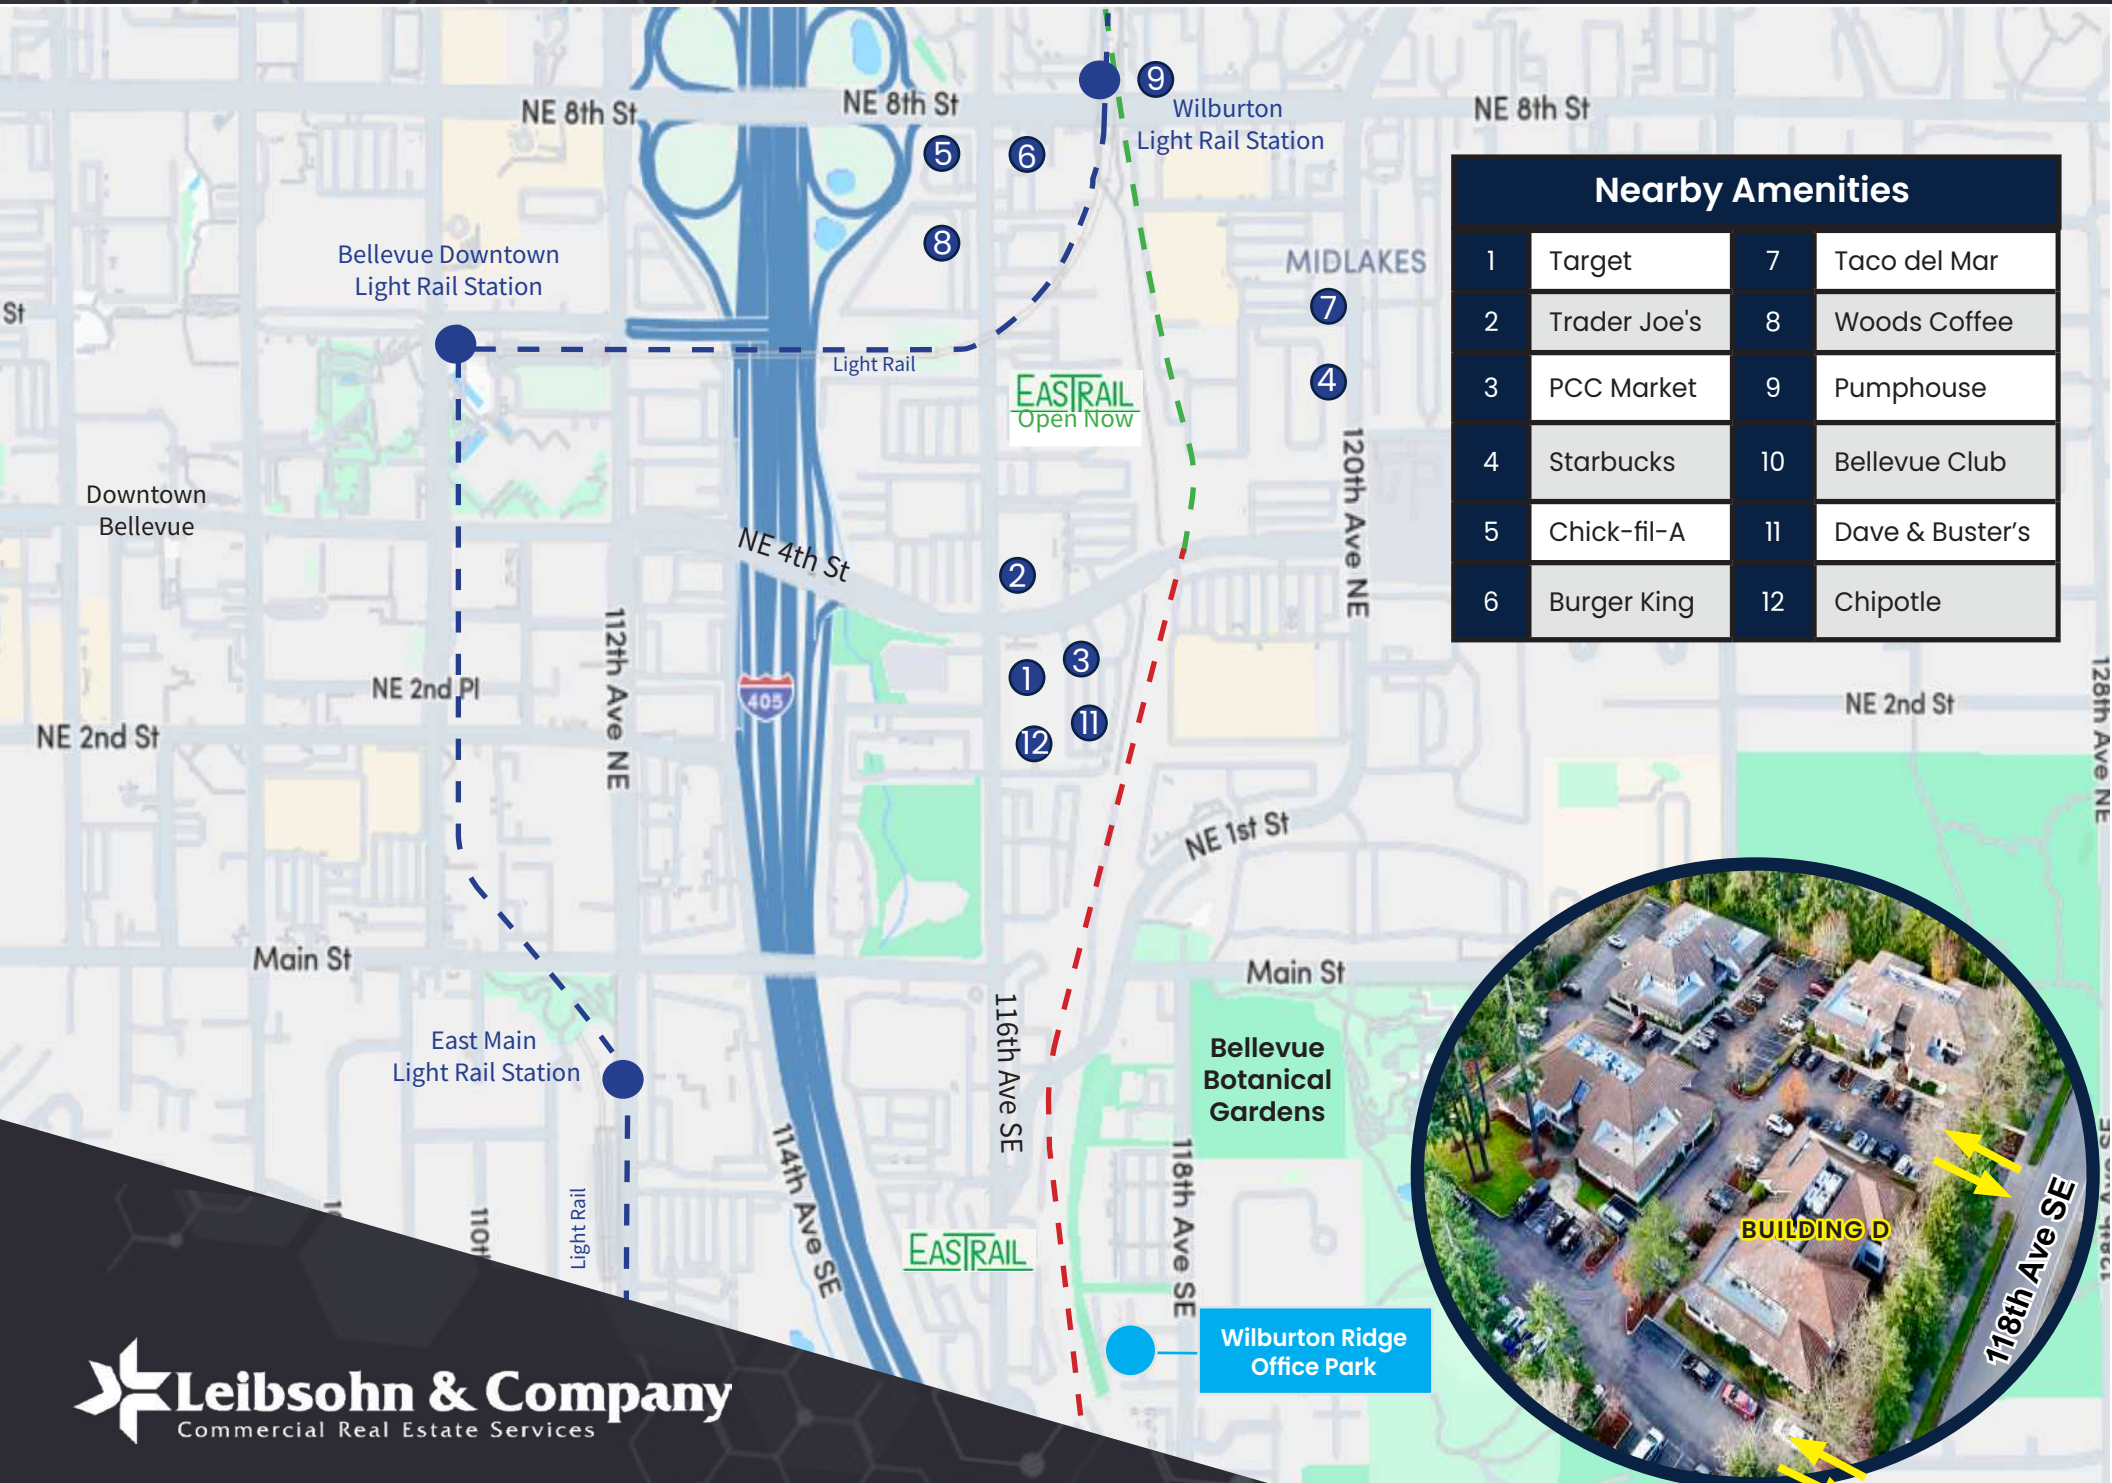 NE 8th St
NE 8th St
9
Wilburton
Light Rail Station
NE 8th St
5
6
8
Bellevue Downtown
Light Rail Station
St
MIDLAKES
7
4
Light Rail
EASTRAIL
Open Now
Nearby Amenities
1 Target 7 Taco del Mar
2 Trader Joe's 8 Woods Coffee
3 PCC Market 9 Pumphouse
4 Starbucks 10 Bellevue Club
5 Chick-fil-A 11 Dave & Buster’s
6 Burger King 12 Chipotle
Downtown
Bellevue
120th Ave NE
NE 4th St
2
112th Ave NE
3
1
NE 2nd Pl
405
11
12
NE 2nd St
NE 2nd St
128th Ave NE
NE 1st St
Main St
Main St
116th Ave SE
East Main
Light Rail Station
Bellevue
Botanical
Gardens
114th Ave SE
118th Ave SE
128th Ave SE
Light Rail
EASTRAIL
BUILDING D
118th Ave SE
Wilburton Ridge
Office Park
Leibsohn & Company
Commercial Real Estate Services